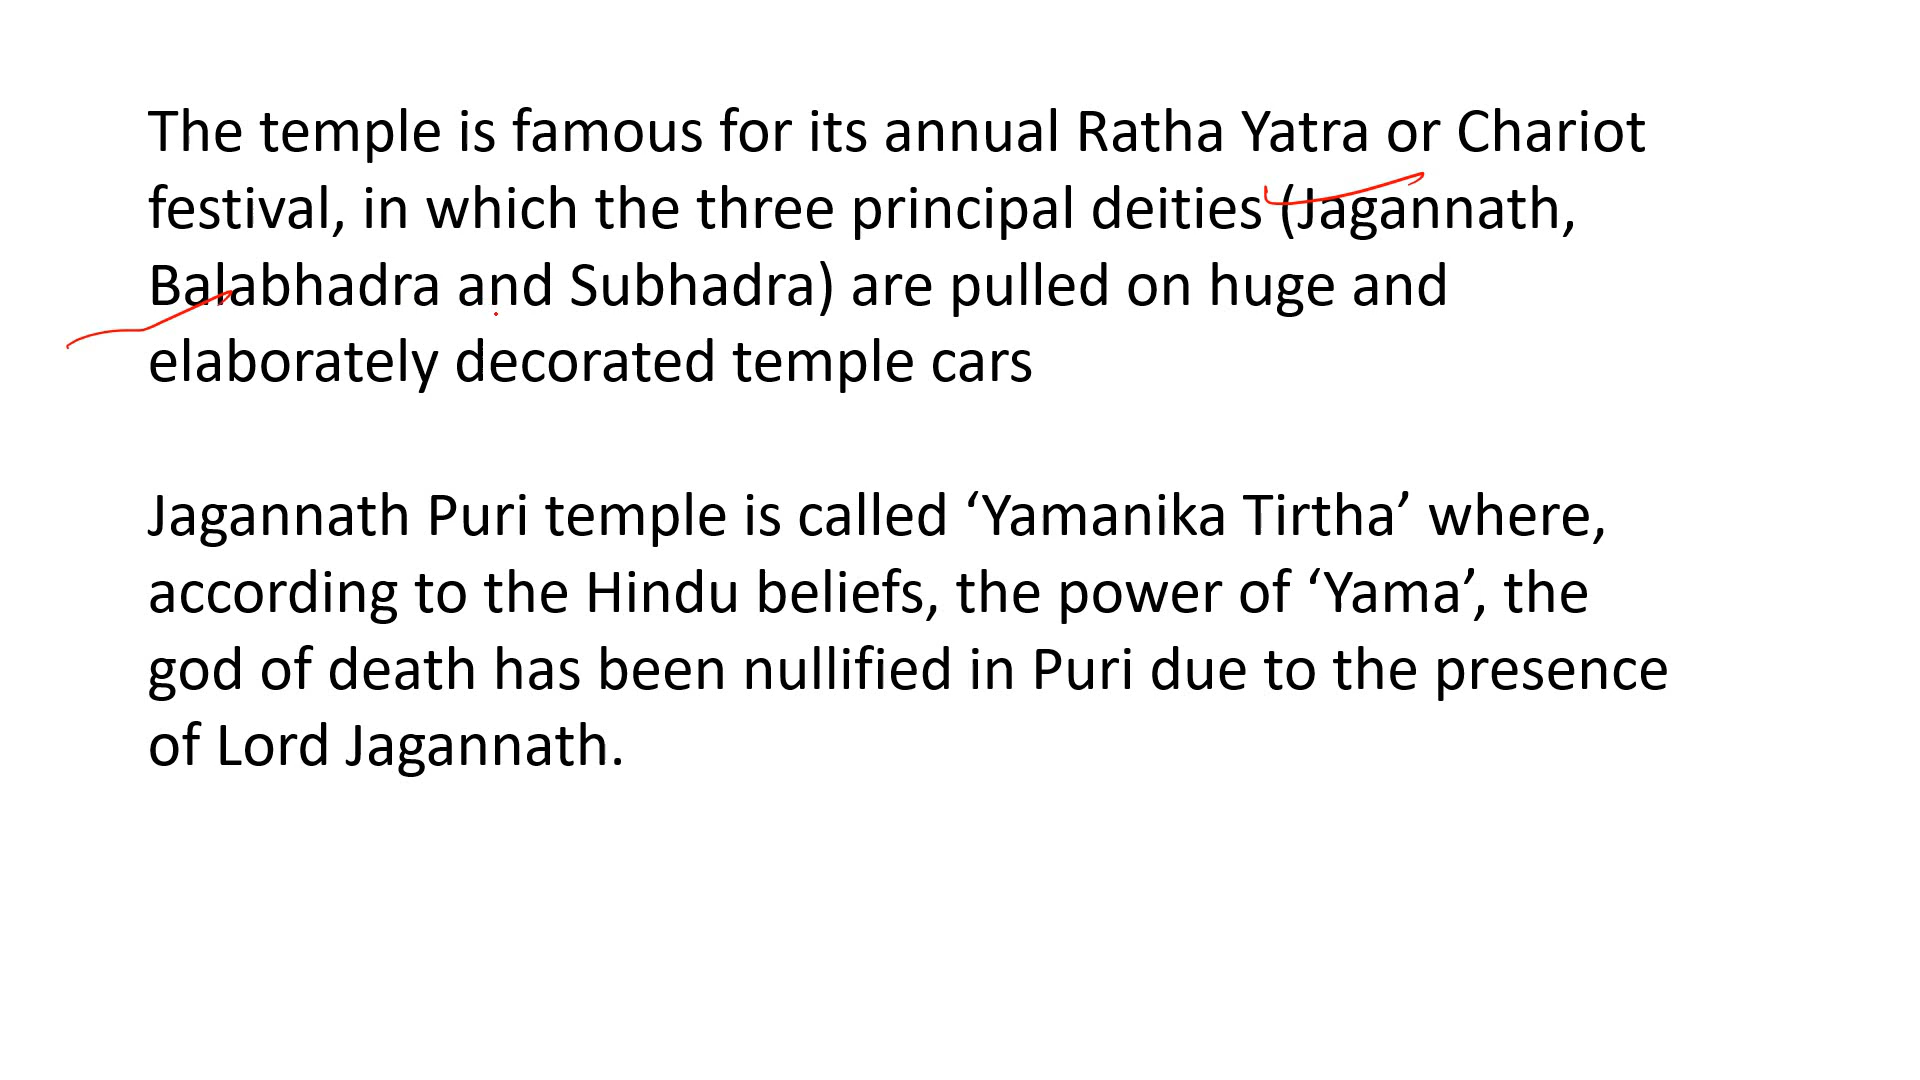 The temple is famous for its annual Ratha Yatra or Chariot
festival, in which the three principal deities (Jagannath,
Balabhadra and Subhadra) are pulled on huge and
elaborately decorated temple cars
Jagannath Puri temple is called ‘Yamanika Tirtha’ where,
according to the Hindu beliefs, the power of ‘Yama’, the
god of death has been nullified in Puri due to the presence
of Lord Jagannath.